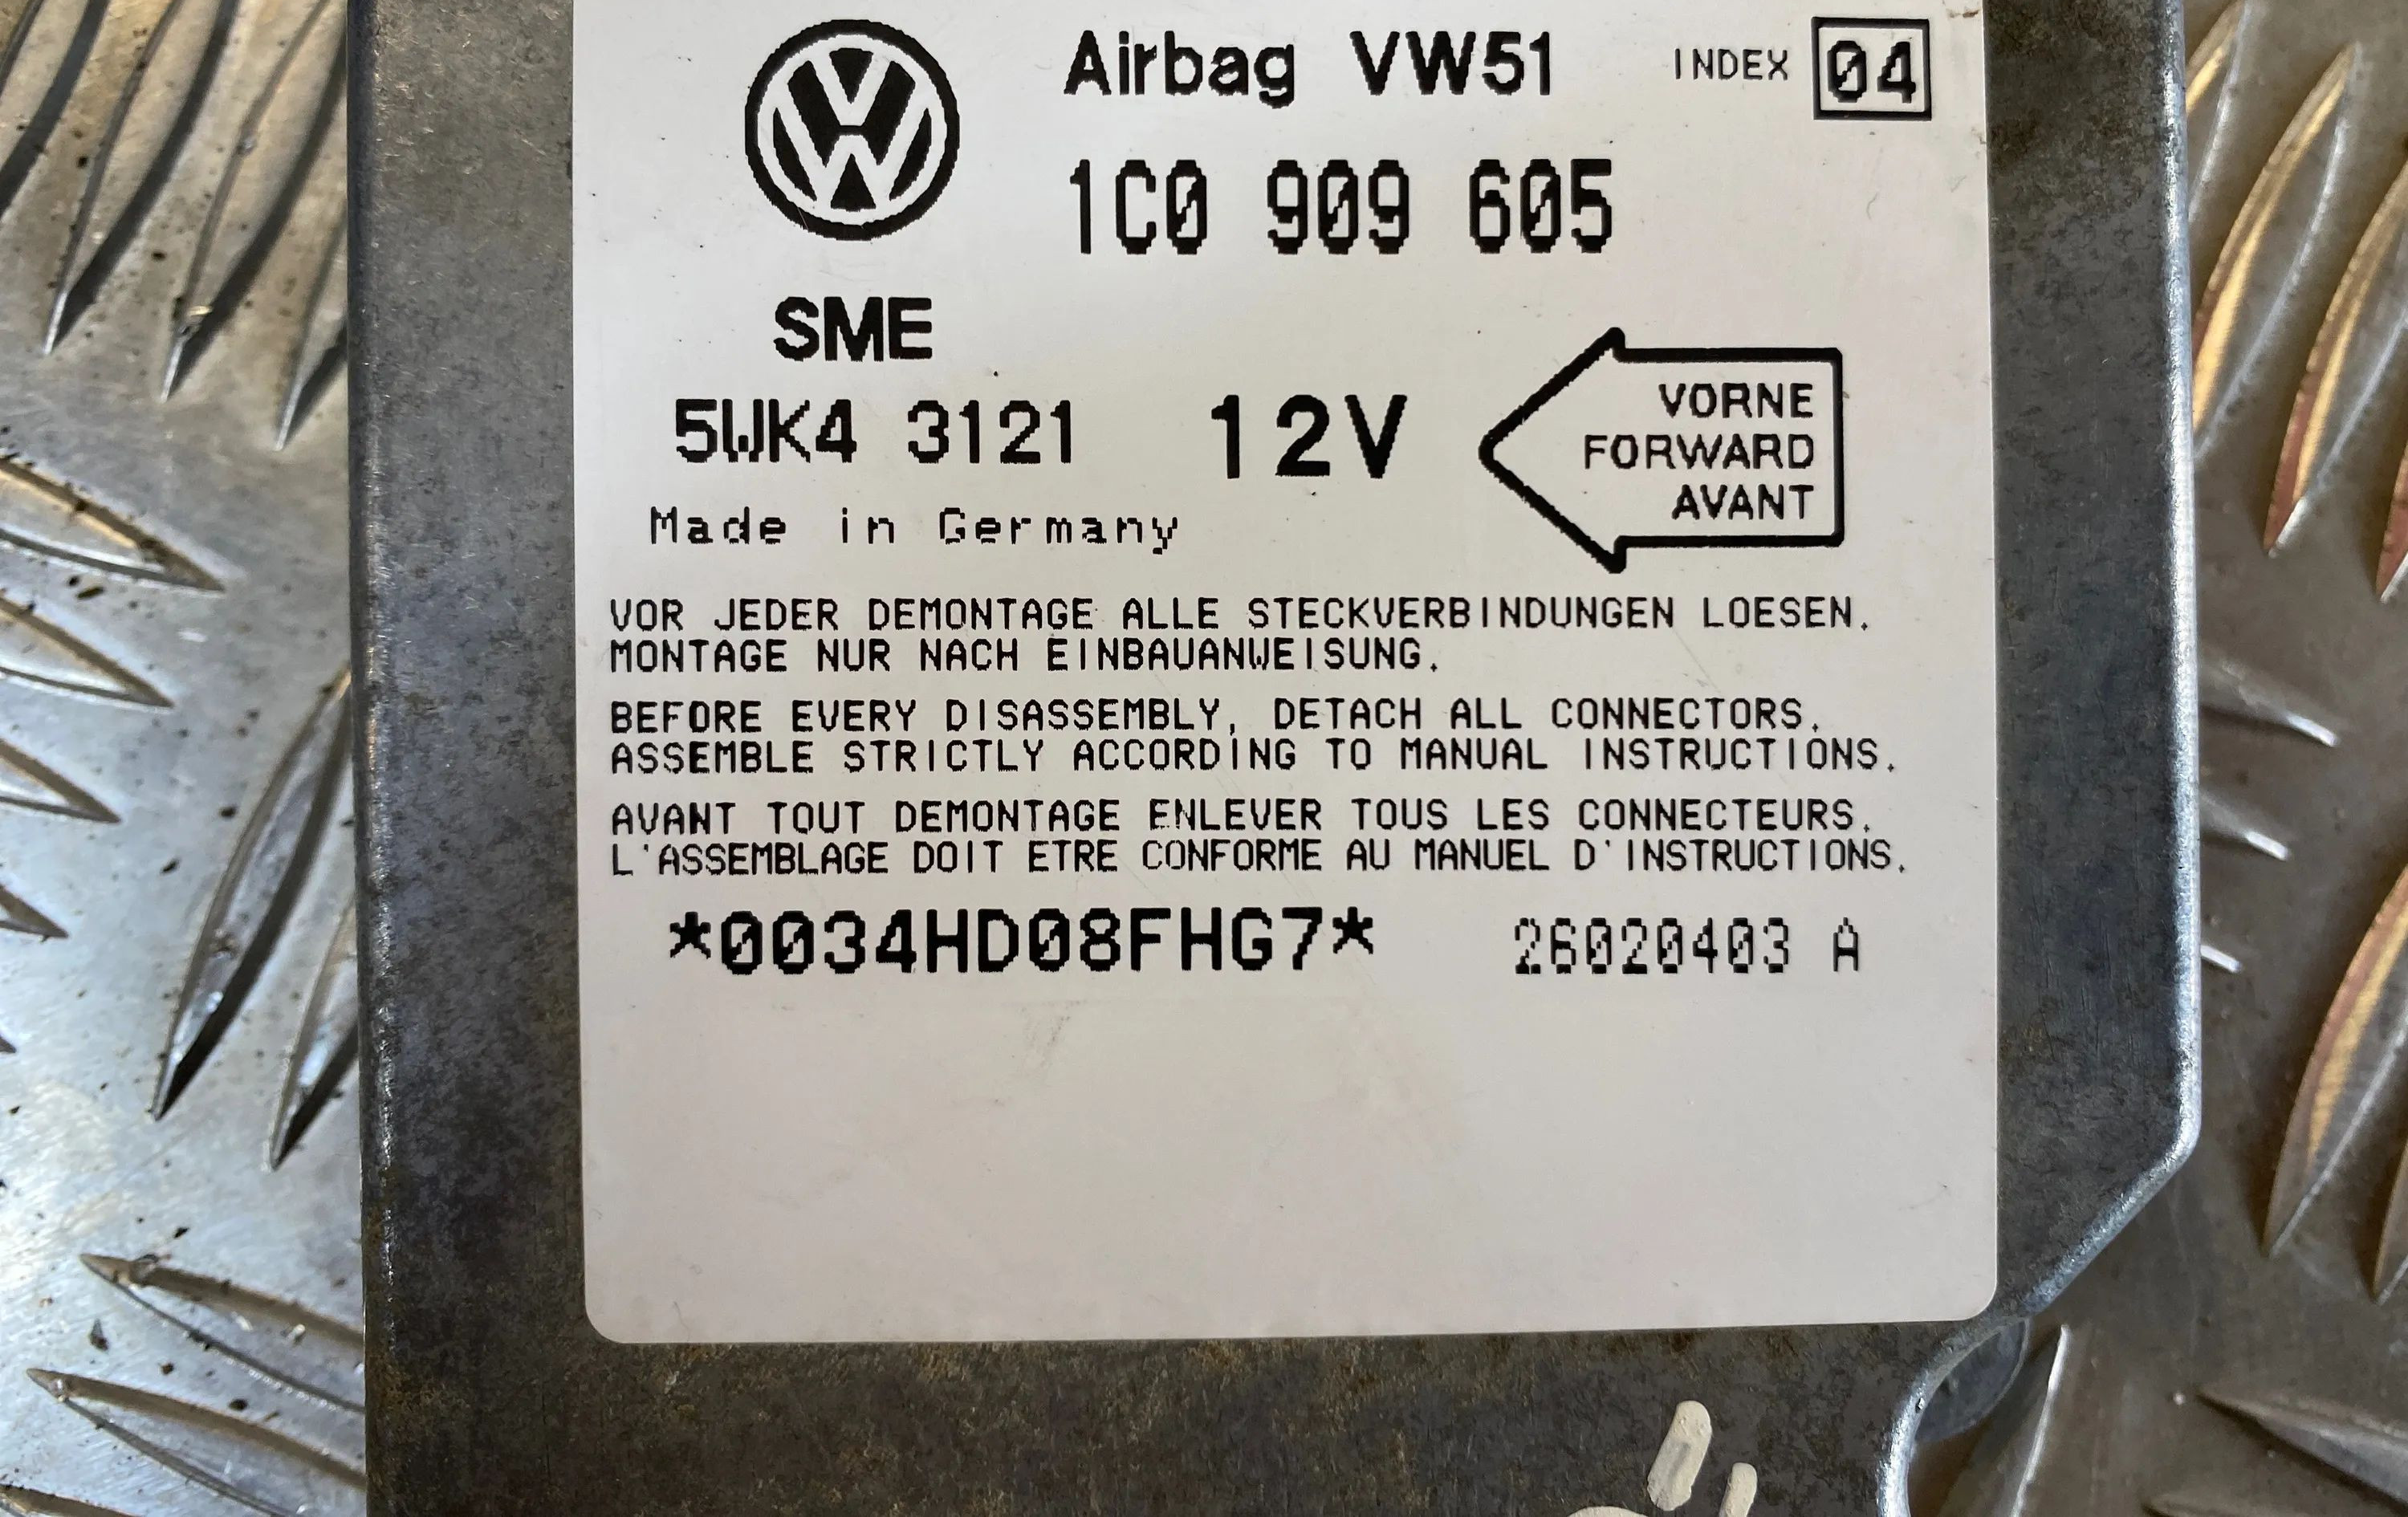 Airbag VW51 INDEX 04
1C0 909 605
SME
5WK4 3121 12V
VORNE
FORWARD
AVANT
Made in Germany
VOR JEDER DEMONTAGE ALLE STECKVERBINDUNGEN LOESEN.
MONTAGE NUR NACH EINBAUANWEISUNG.
BEFORE EVERY DISASSEMBLY, DETACH ALL CONNECTORS.
ASSEMBLE STRICTLY ACCORDING TO MANUAL INSTRUCTIONS.
AVANT TOUT DEMONTAGE ENLEVER TOUS LES CONNECTEURS.
L'ASSEMBLAGE DOIT ETRE CONFORME AU MANUEL D'INSTRUCTIONS.
*0034HD08FHG7* 26020403 A